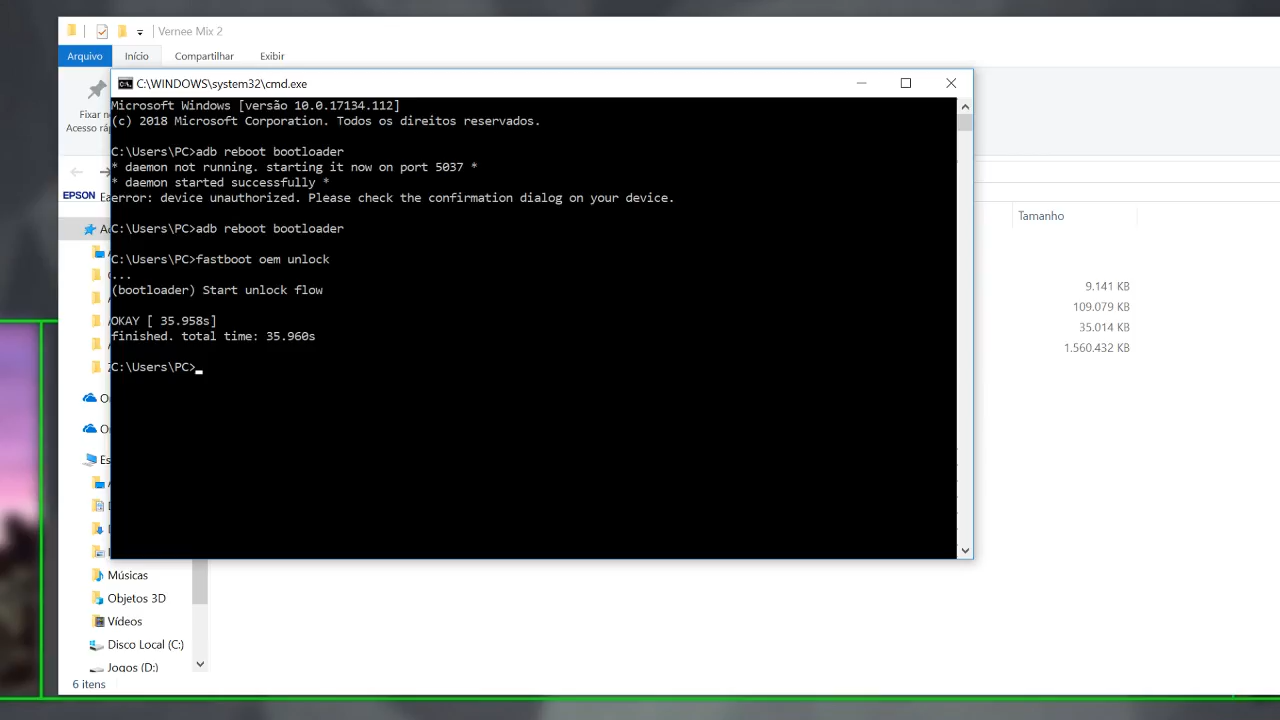 Vernee Mix 2
Arquivo
Início
Compartilhar
Exibir
C:\WINDOWS\system32\cmd.exe
Fixar no
Acesso ráp
EPSON Ea
Microsoft Windows [versão 10.0.17134.112]
(c) 2018 Microsoft Corporation. Todos os direitos reservados.
C:\Users\PC>adb reboot bootloader
* daemon not running. starting it now on port 5037 *
* daemon started successfully *
error: device unauthorized. Please check the confirmation dialog on your device.
C:\Users\PC>adb reboot bootloader
C:\Users\PC>fastboot oem unlock
...
(bootloader) Start unlock flow
OKAY [ 35.958s]
finished. total time: 35.960s
C:\Users\PC>
Tamanho
9.141 KB
109.079 KB
35.014 KB
1.560.432 KB
Músicas
Objetos 3D
Vídeos
Disco Local (C:)
Jogos (D:)
6 itens